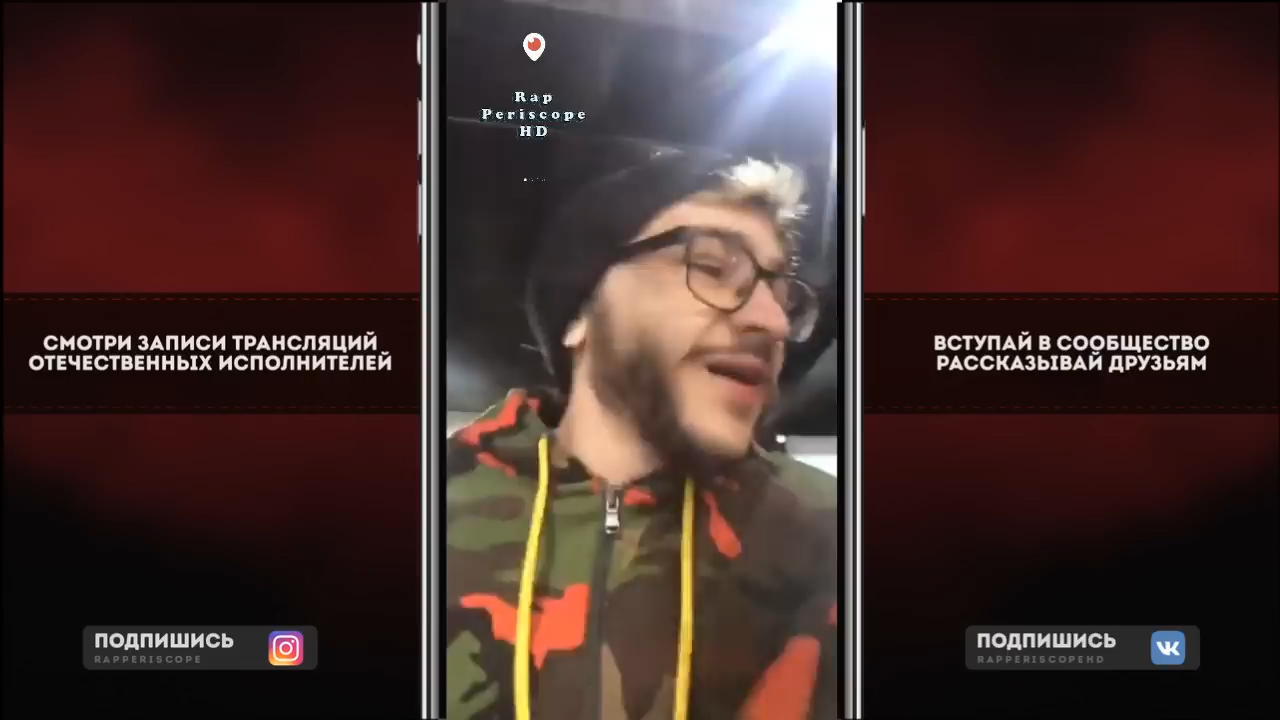 Rap
Periscope
HD
СМОТРИ ЗАПИСИ ТРАНСЛЯЦИЙ
ОТЕЧЕСТВЕННЫХ ИСПОЛНИТЕЛЕЙ
ВСТУПАЙ В СООБЩЕСТВО
РАССКАЗЫВАЙ ДРУЗЬЯМ
ПОДПИШИСЬ
RAPPERISCOPE
ПОДПИШИСЬ
RAPPERISCOPEHD